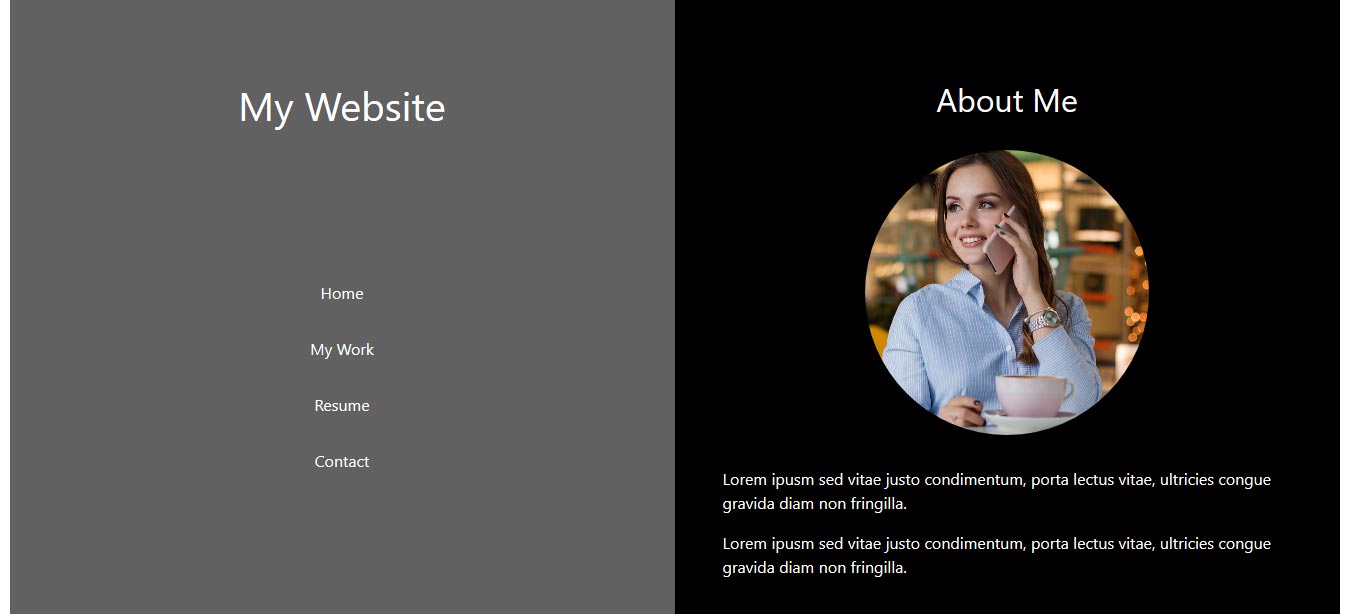 My Website
Home
My Work
Resume
Contact
About Me
Lorem ipusm sed vitae justo condimentum, porta lectus vitae, ultricies congue
gravida diam non fringilla.
Lorem ipusm sed vitae justo condimentum, porta lectus vitae, ultricies congue
gravida diam non fringilla.